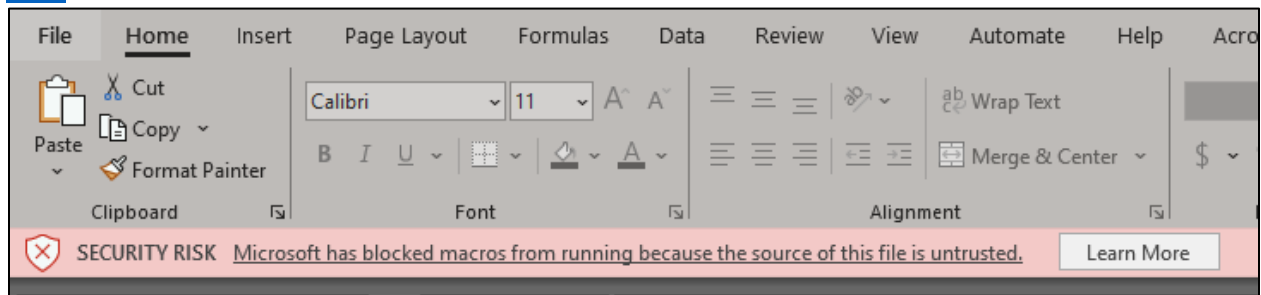 File Home Insert Page Layout Formulas Data Review View Automate Help Acro
Cut
Calibri 11 A A ab Wrap Text
Copy
Paste
B I U A Merge & Center $
Format Painter
Clipboard Font Alignment
SECURITY RISK Microsoft has blocked macros from running because the source of this file is untrusted. Learn More